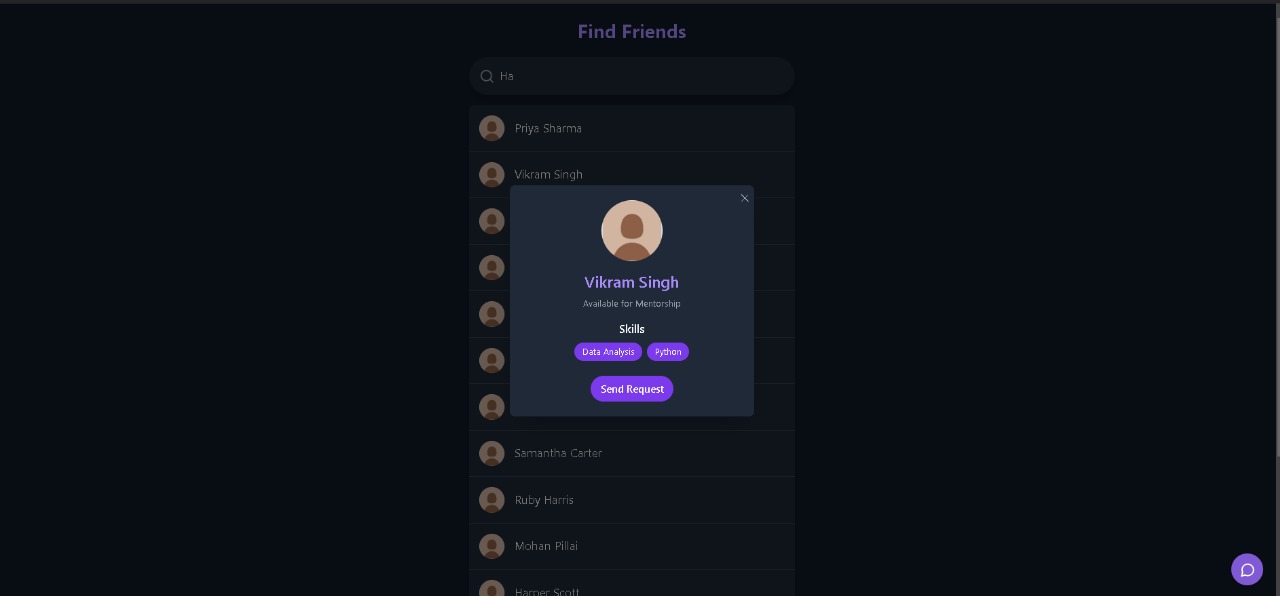 Find Friends
Ha
Priya Sharma
Vikram Singh
Vikram Singh
Available for Mentorship
Skills
Data Analysis Python
Send Request
Samantha Carter
Ruby Harris
Mohan Pillai
Harper Scott